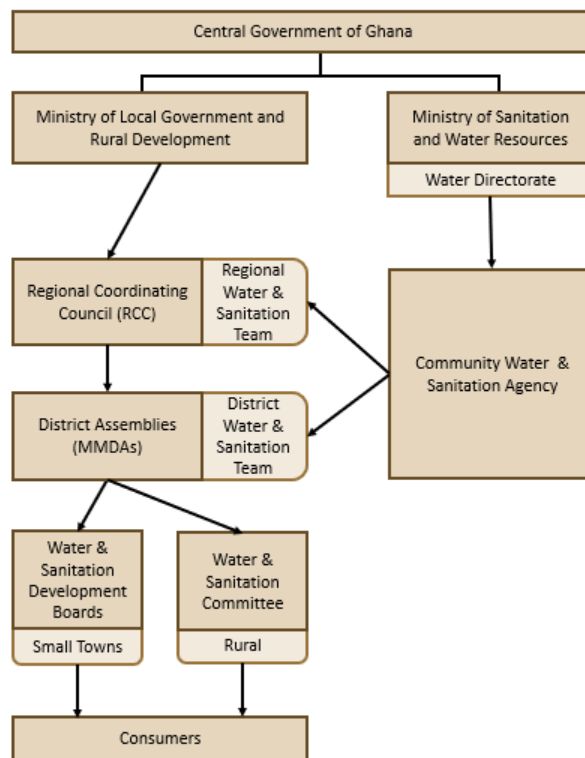 Central Government of Ghana
Ministry of Local Government and
Rural Development
Ministry of Sanitation
and Water Resources
Water Directorate
Regional Coordinating
Council (RCC)
Regional
Water &
Sanitation
Team
Community Water &
Sanitation Agency
District Assemblies
(MMDAs)
District
Water &
Sanitation
Team
Water &
Sanitation
Development
Boards
Small Towns
Water &
Sanitation
Committee
Rural
Consumers